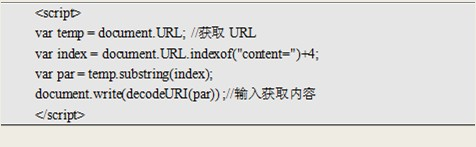 <script>
var temp = document.URL; //获取 URL
var index = document.URL.indexof("content=")+4;
var par = temp.substring(index);
document.write(decodeURI(par)) ;//输入获取内容
</script>